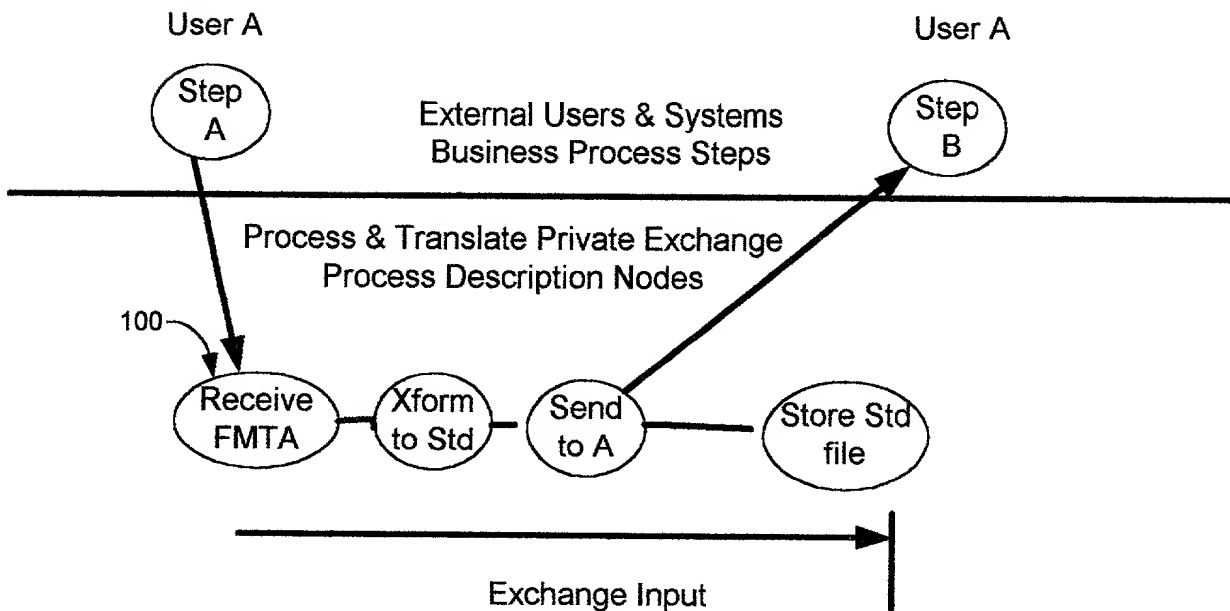 User A
User A
Step
A
Step
B
External Users & Systems
Business Process Steps
Process & Translate Private Exchange
Process Description Nodes
100
Receive
FMTA
Xform
to Std
Send
to A
Store Std
file
Exchange Input